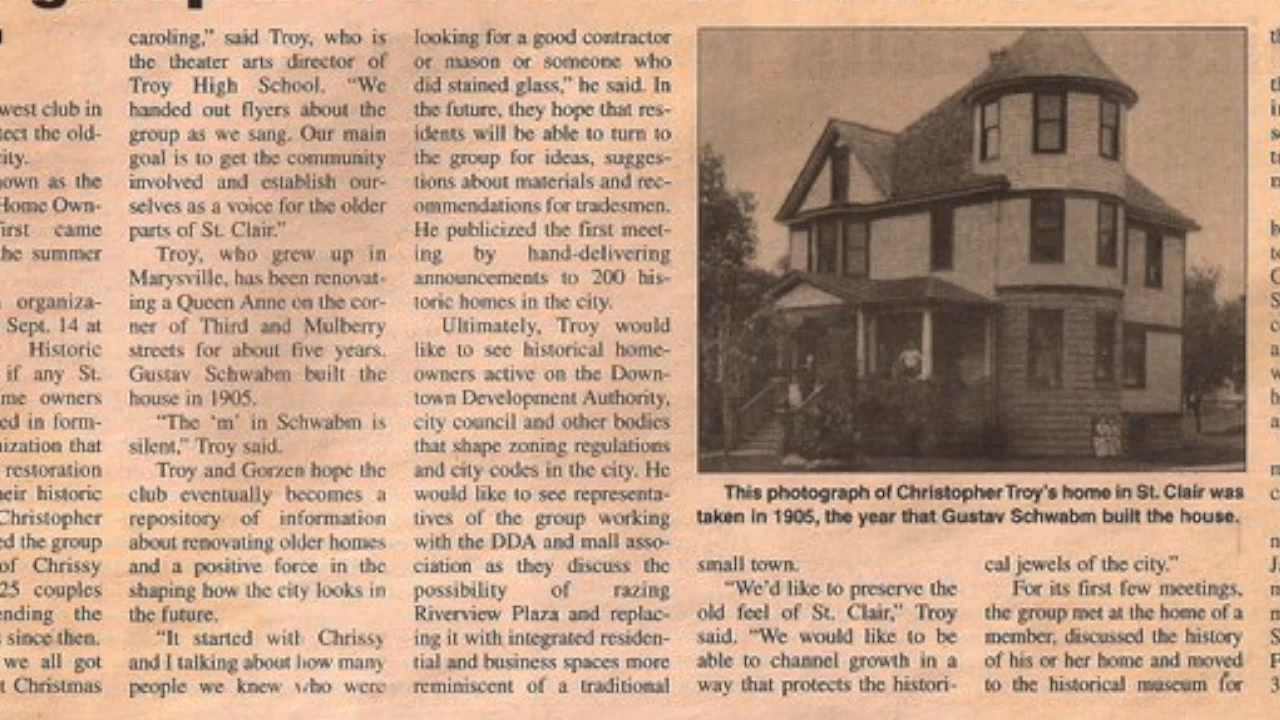 west club in
tect the old-
city.
own as the
Home Own-
first came
the summer
organiza-
Sept. 14 at
Historic
if any St.
me owners
ed in form-
ization that
restoration
heir historic
Christopher
ed the group
of Chrissy
25 couples
ending the
since then.
we all got
t Christmas
caroling,” said Troy, who is
the theater arts director of
Troy High School. “We
handed out flyers about the
group as we sang. Our main
goal is to get the community
involved and establish our-
selves as a voice for the older
parts of St. Clair.”
Troy, who grew up in
Marysville, has been renovat-
ing a Queen Anne on the cor-
ner of Third and Mulberry
streets for about five years.
Gustav Schwabm built the
house in 1905.
“The ‘m’ in Schwabm is
silent,” Troy said.
Troy and Gorzen hope the
club eventually becomes a
repository of information
about renovating older homes
and a positive force in the
shaping how the city looks in
the future.
“It started with Chrissy
and I talking about how many
people we knew who were
looking for a good contractor
or mason or someone who
did stained glass,” he said. In
the future, they hope that res-
idents will be able to turn to
the group for ideas, sugges-
tions about materials and rec-
ommendations for tradesmen.
He publicized the first meet-
ing by hand-delivering
announcements to 200 his-
toric homes in the city.
Ultimately, Troy would
like to see historical home-
owners active on the Down-
town Development Authority,
city council and other bodies
that shape zoning regulations
and city codes in the city. He
would like to see representa-
tives of the group working
with the DDA and mall asso-
ciation as they discuss the
possibility of razing
Riverview Plaza and replac-
ing it with integrated residen-
tial and business spaces more
reminiscent of a traditional
This photograph of Christopher Troy's home in St. Clair was
taken in 1905, the year that Gustav Schwabm built the house.
small town.
“We'd like to preserve the
old feel of St. Clair,” Troy
said. “We would like to be
able to channel growth in a
way that protects the histori-
cal jewels of the city.”
For its first few meetings,
the group met at the home of a
member, discussed the history
of his or her home and moved
to the historical museum for